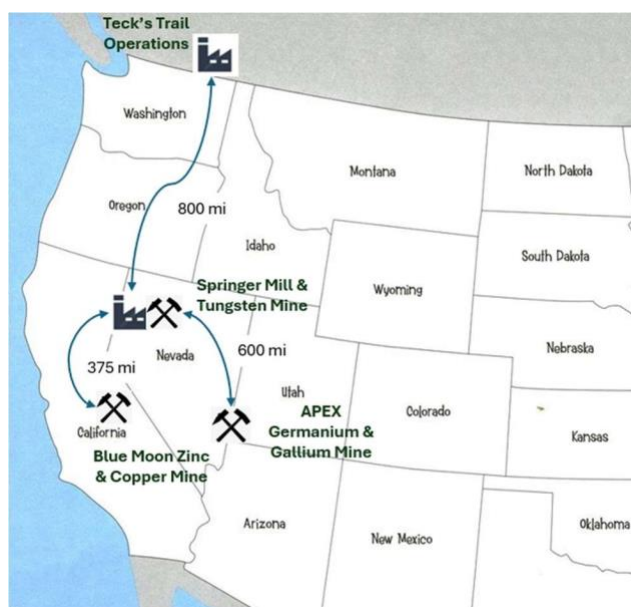 Teck's Trail
Operations
Washington
Montana
North Dakota
Oregon
800 mi
Idaho
South Dakota
Wyoming
Springer Mill &
Tungsten Mine
Nebraska
600 mi
Nevada
375 mi
Utah
Colorado
APEX
Germanium &
Gallium Mine
Kansas
California
Blue Moon Zinc
& Copper Mine
Arizona
New Mexico
Oklahoma